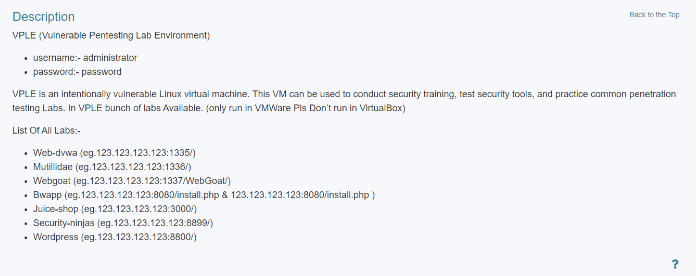 Description
Back to the Top
VPLE (Vulnerable Pentesting Lab Environment)
• username:- administrator
• password:- password
VPLE is an intentionally vulnerable Linux virtual machine. This VM can be used to conduct security training, test security tools, and practice common penetration
testing Labs. In VPLE bunch of labs Available. (only run in VMWare Pls Don't run in VirtualBox)
List Of All Labs:-
• Web-dvwa (eg.123.123.123.123:1335/)
• Mutillidae (eg.123.123.123.123:1336/)
• Webgoat (eg.123.123.123.123:1337/WebGoat/)
• Bwapp (eg.123.123.123.123:8080/install.php & 123.123.123.123:8080/install.php )
• Juice-shop (eg.123.123.123.123:3000/)
• Security-ninjas (eg.123.123.123.123:8899/)
• Wordpress (eg.123.123.123.123:8800/)
?